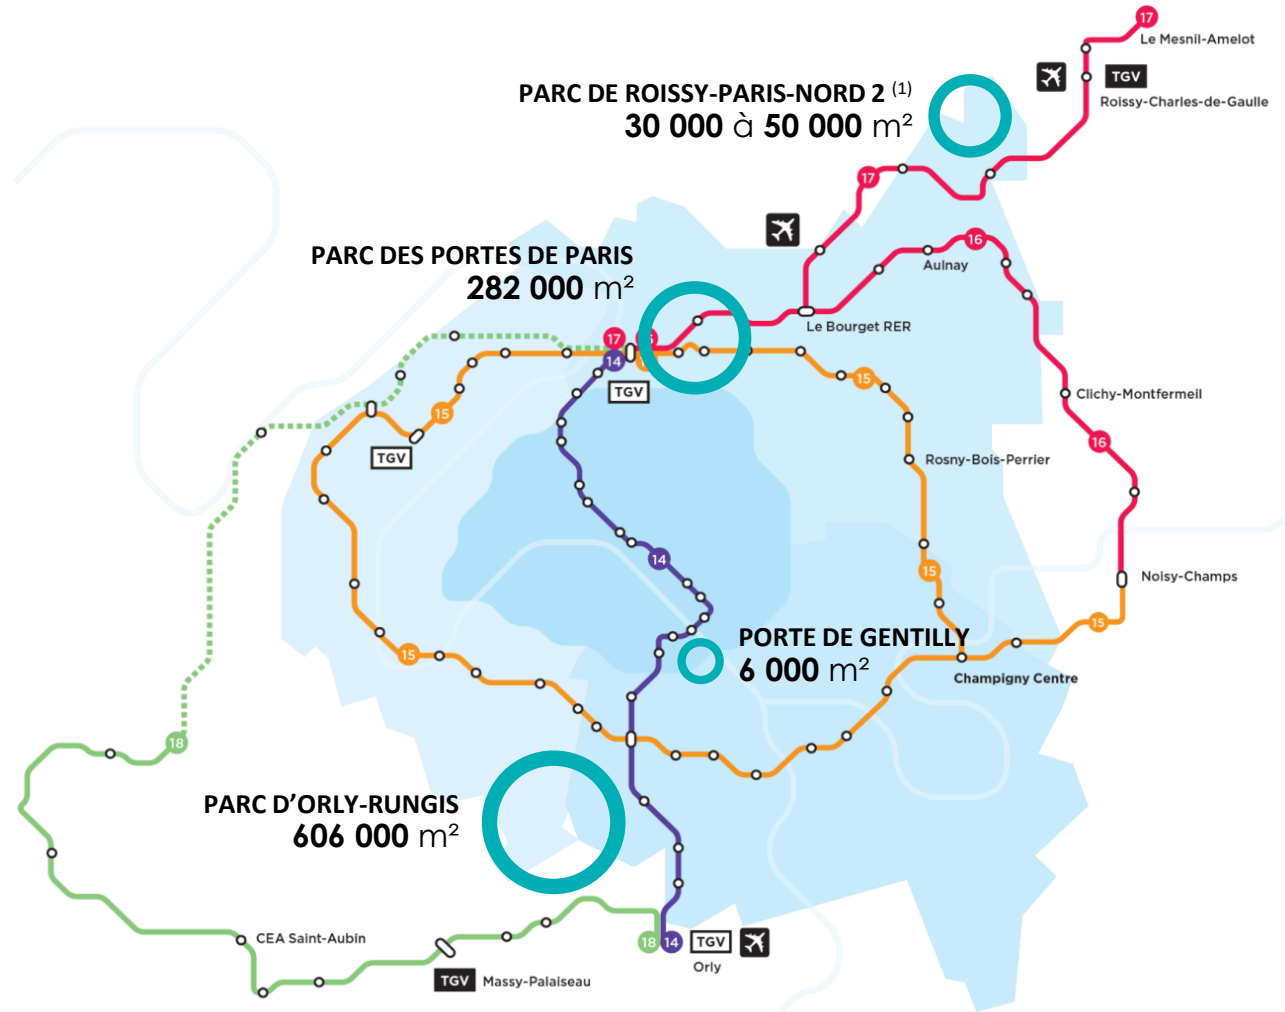 17
Le Mesnil-Amelot
TGV
Roissy-Charles-de-Gaulle
PARC DE ROISSY-PARIS-NORD 2 (1)
30 000 à 50 000 m²
17
16
Aulnay
PARC DES PORTES DE PARIS
282 000 m²
Le Bourget RER
17
14
TGV
15
15
TGV
Clichy-Montfermeil
16
Rosny-Bois-Perrier
14
15
Noisy-Champs
15
PORTE DE GENTILLY
6 000 m²
15
Champigny Centre
18
PARC D'ORLY-RUNGIS
606 000 m²
CEA Saint-Aubin
18
14
TGV
Orly
TGV
Massy-Palaiseau